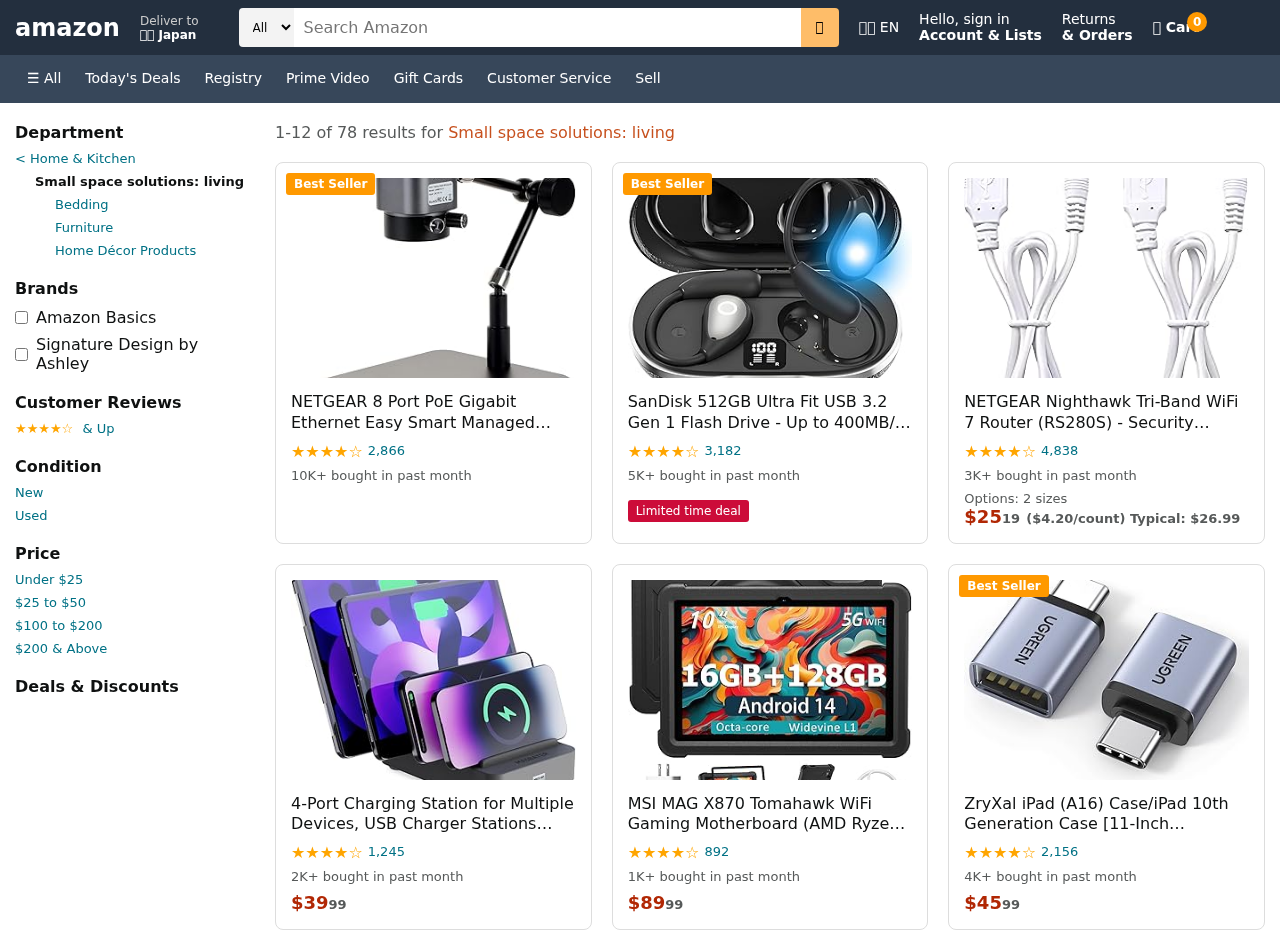 amazon
Deliver to
Japan
All
Search Amazon
EN
Hello, sign in
Account & Lists
Returns
& Orders
0
☰ All
Today's Deals
Registry
Prime Video
Gift Cards
Customer Service
Sell
Department
< Home & Kitchen
Small space solutions: living
Bedding
Furniture
Home Décor Products
Brands
Amazon Basics
Signature Design by
Ashley
Customer Reviews
★★★★☆ & Up
Condition
New
Used
Price
Under $25
$25 to $50
$100 to $200
$200 & Above
Deals & Discounts
1-12 of 78 results for Small space solutions: living
Best Seller
NETGEAR 8 Port PoE Gigabit
Ethernet Easy Smart Managed…
★★★★☆ 2,866
10K+ bought in past month
Best Seller
100
L R
SanDisk 512GB Ultra Fit USB 3.2
Gen 1 Flash Drive - Up to 400MB/…
★★★★☆ 3,182
5K+ bought in past month
Limited time deal
NETGEAR Nighthawk Tri-Band WiFi
7 Router (RS280S) - Security…
★★★★☆ 4,838
3K+ bought in past month
Options: 2 sizes
$25 19 ($4.20/count) Typical: $26.99
4-Port Charging Station for Multiple
Devices, USB Charger Stations…
★★★★☆ 1,245
2K+ bought in past month
$39 99
10"
5G WIFI
16GB+128GB
Android 14
Octa-core Widevine L1
MSI MAG X870 Tomahawk WiFi
Gaming Motherboard (AMD Ryze…
★★★★☆ 892
1K+ bought in past month
$89 99
Best Seller
UGREEN
UGREEN
ZryXal iPad (A16) Case/iPad 10th
Generation Case [11-Inch…
★★★★☆ 2,156
4K+ bought in past month
$45 99